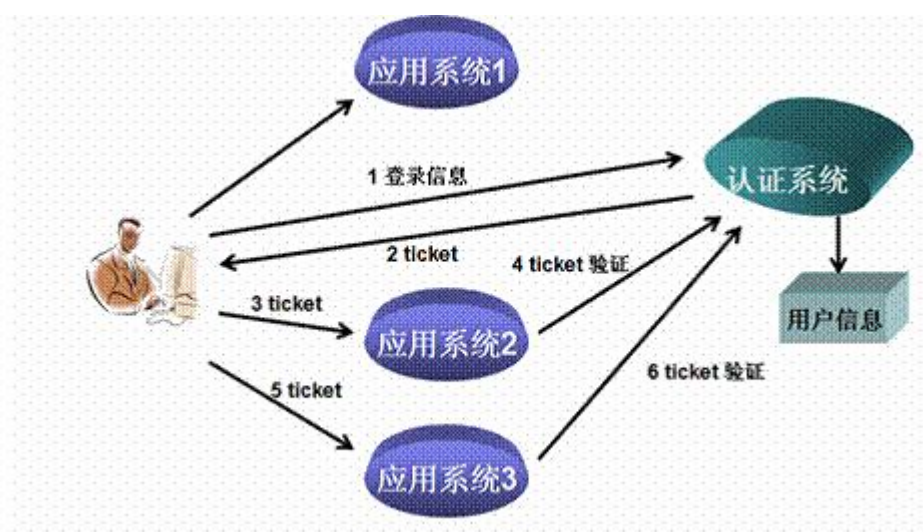 应用系统1
1 登录信息
认证系统
2 ticket
4 ticket 验证
3 ticket
应用系统2
用户信息
5 ticket
6 ticket 验证
应用系统3